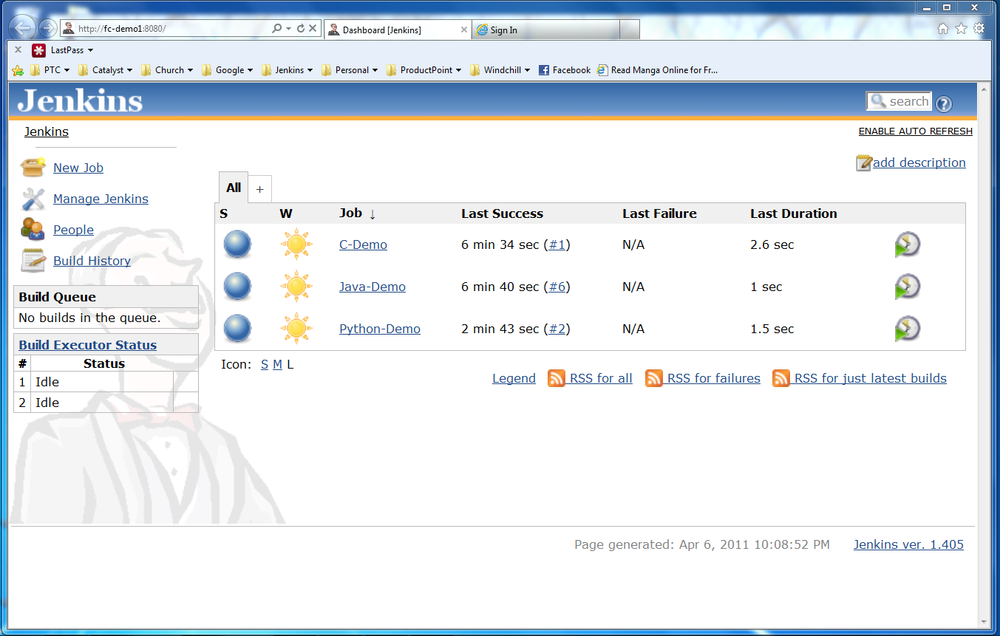 http://fc-demo1:8080/
Dashboard [Jenkins]
Sign In
LastPass
PTC Catalyst Church Google Jenkins Personal ProductPoint Windchill Facebook Read Manga Online for Fr...
Jenkins
search
?
Jenkins
ENABLE AUTO REFRESH
add description
New Job
Manage Jenkins
People
Build History
Build Queue
No builds in the queue.
Build Executor Status
# Status
1 Idle
2 Idle
All +
S W Job ↓ Last Success Last Failure Last Duration
C-Demo 6 min 34 sec (#1) N/A 2.6 sec
Java-Demo 6 min 40 sec (#6) N/A 1 sec
Python-Demo 2 min 43 sec (#2) N/A 1.5 sec
Icon: S M L
Legend RSS for all RSS for failures RSS for just latest builds
Page generated: Apr 6, 2011 10:08:52 PM Jenkins ver. 1.405